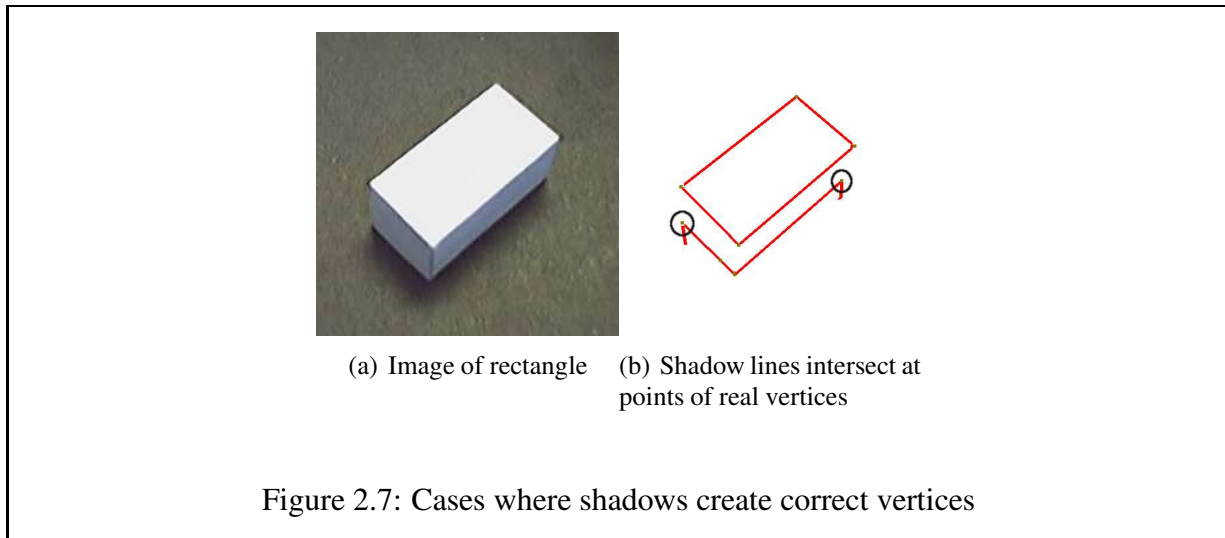 (a) Image of rectangle
(b) Shadow lines intersect at
points of real vertices
Figure 2.7: Cases where shadows create correct vertices